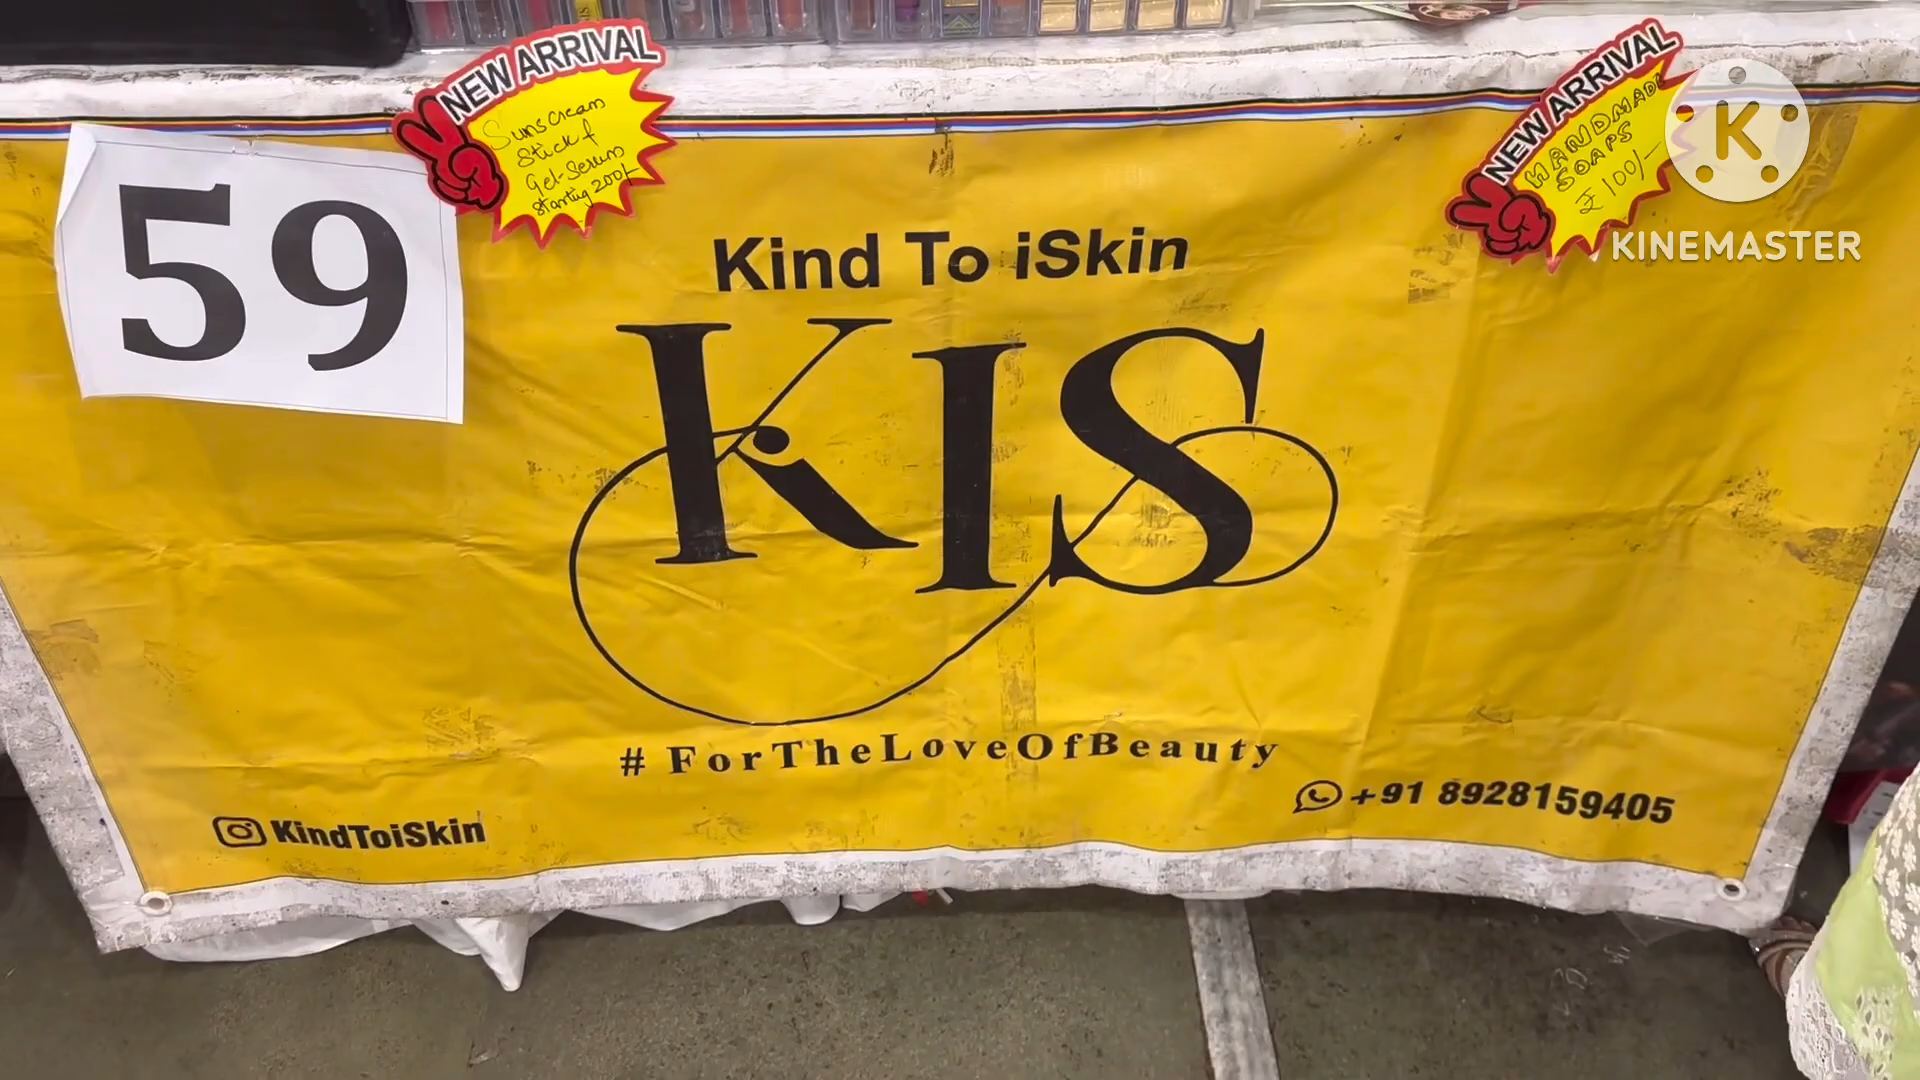 NEW ARRIVAL
Sunscream
Stick &
Gel-Serum
Starting 200/-
NEW ARRIVAL
HANDMADE
SOAPS
₹ 100/-
K
KINEMASTER
59
Kind To iSkin
KIS
# ForTheLoveOfBeauty
KindToiSkin
+91 8928159405